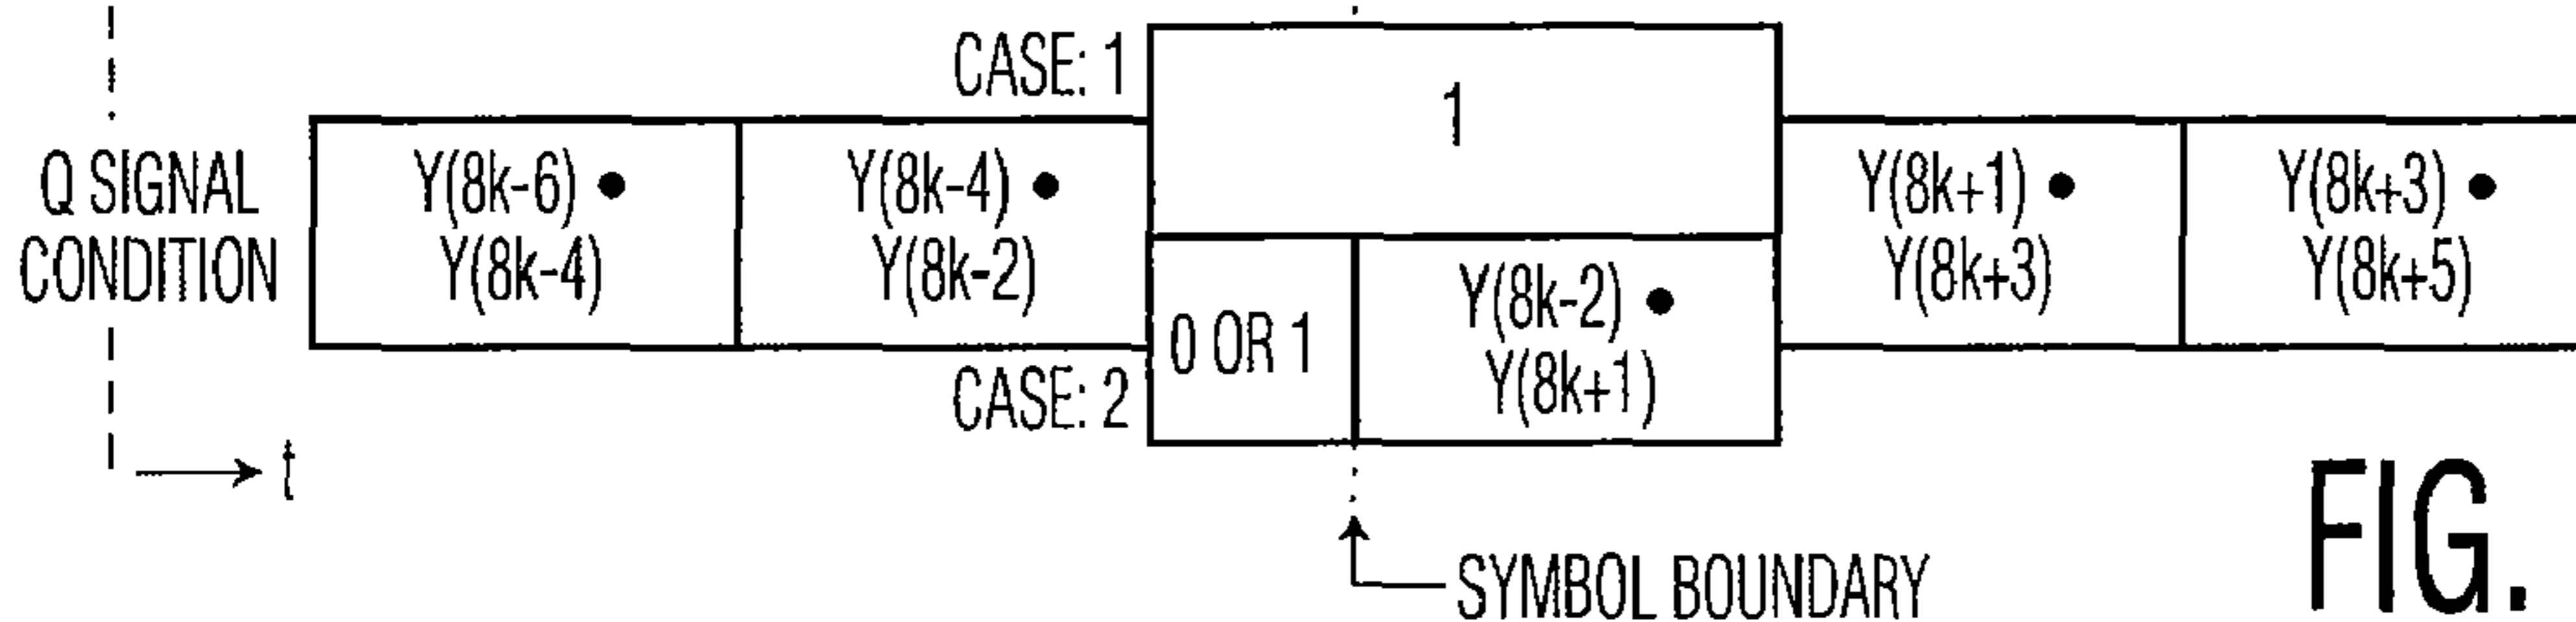 CASE: 1
1
Q SIGNAL
CONDITION
Y(8k-6) •
Y(8k-4)
Y(8k-4) •
Y(8k-2)
Y(8k+1) •
Y(8k+3)
Y(8k+3) •
Y(8k+5)
0 OR 1
Y(8k-2) •
Y(8k+1)
CASE: 2
t
SYMBOL BOUNDARY
FIG.